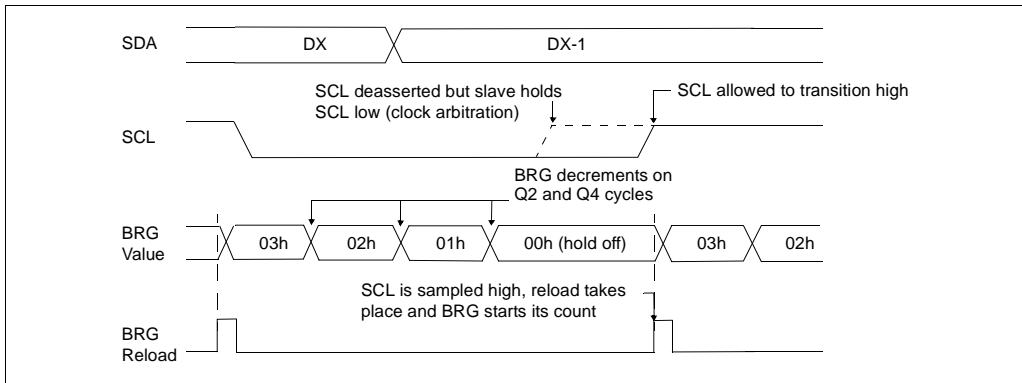 SDA
DX
DX-1
SCL deasserted but slave holds
SCL low (clock arbitration)
SCL allowed to transition high
SCL
BRG decrements on
Q2 and Q4 cycles
BRG
Value
03h
02h
01h
00h (hold off)
03h
02h
SCL is sampled high, reload takes
place and BRG starts its count
BRG
Reload